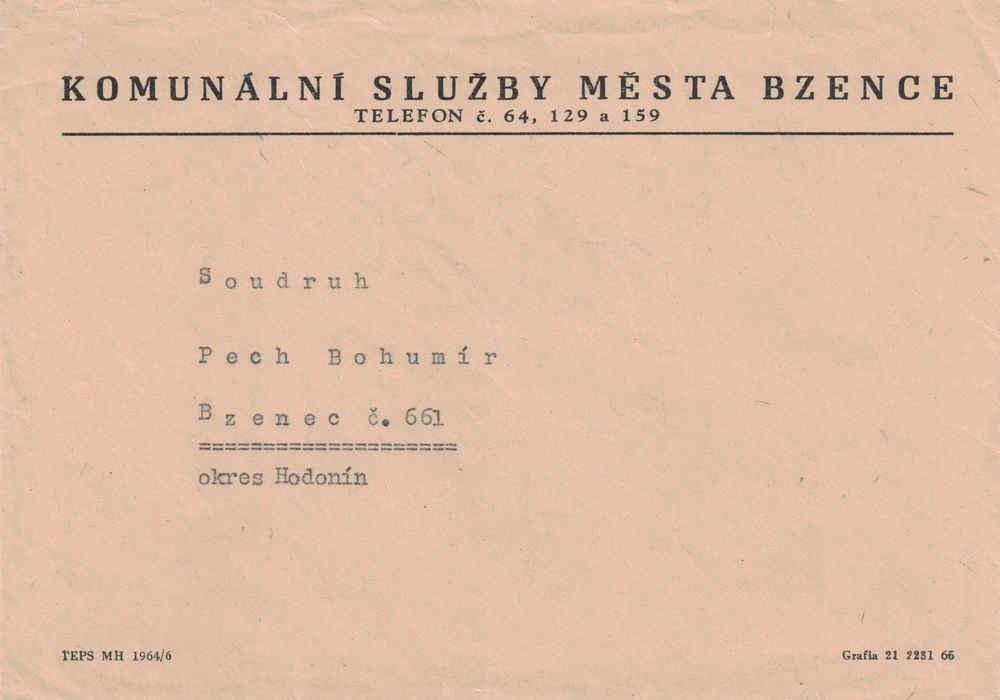 KOMUNÁLNÍ SLUŽBY MĚSTA BZENCE
TELEFON č. 64, 129 a 159
Soudruh
Pech Bohumír
Bzenec č. 661
====================
okres Hodonín
TEPS MH 1964/6
Grafia 21 2231 66